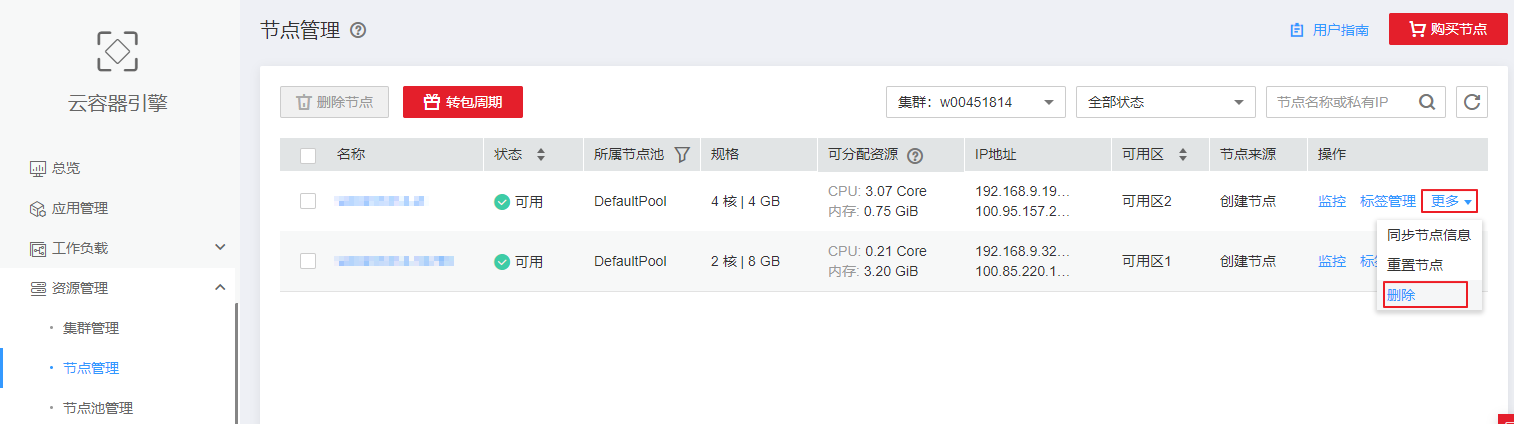 云容器引擎
总览
应用管理
工作负载
资源管理
集群管理
节点管理
节点池管理
节点管理
用户指南
购买节点
删除节点
转包周期
集群: w00451814
全部状态
节点名称或私有IP
名称 状态 所属节点池 规格 可分配资源 IP地址 可用区 节点来源 操作
可用 DefaultPool 4 核 | 4 GB CPU: 3.07 Core 192.168.9.19... 可用区2 创建节点 监控 标签管理 更多
内存: 0.75 GiB 100.95.157.2...
同步节点信息
重置节点
删除
可用 DefaultPool 2 核 | 8 GB CPU: 0.21 Core 192.168.9.32... 可用区1 创建节点 监控 标签
内存: 3.20 GiB 100.85.220.1...